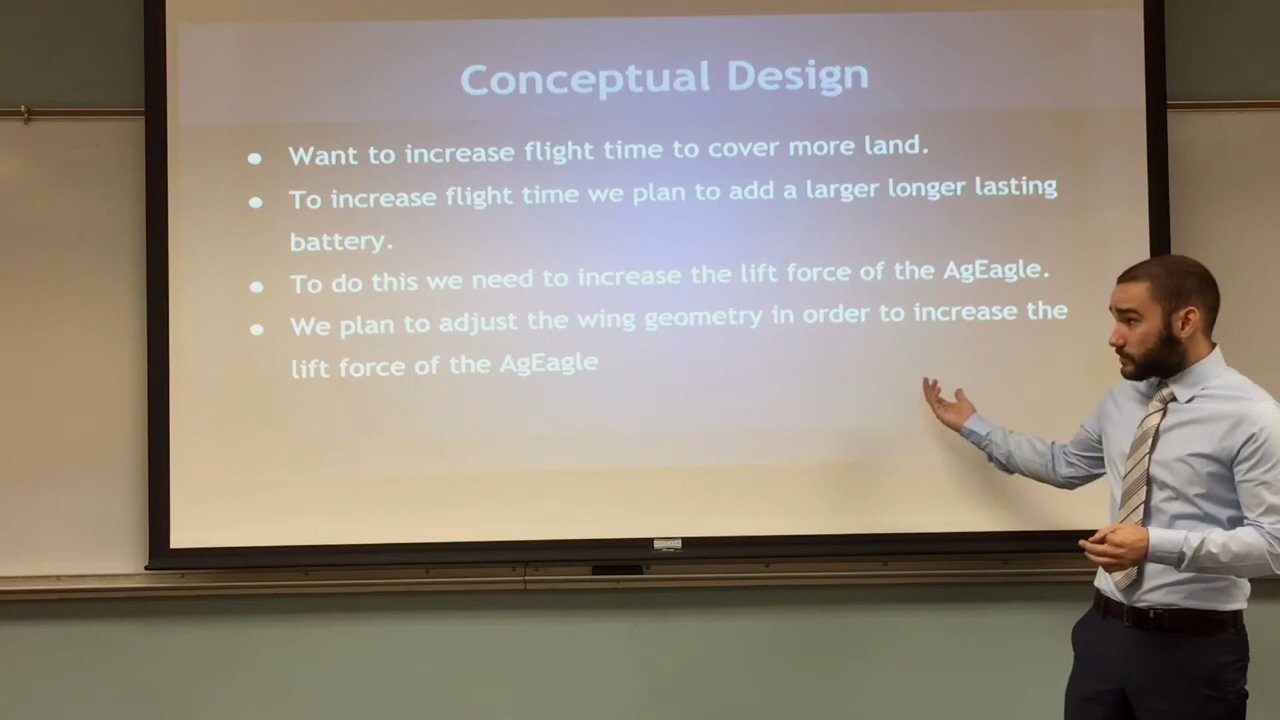 Conceptual Design
● Want to increase flight time to cover more land.
● To increase flight time we plan to add a larger longer lasting
battery.
● To do this we need to increase the lift force of the AgEagle.
● We plan to adjust the wing geometry in order to increase the
lift force of the AgEagle